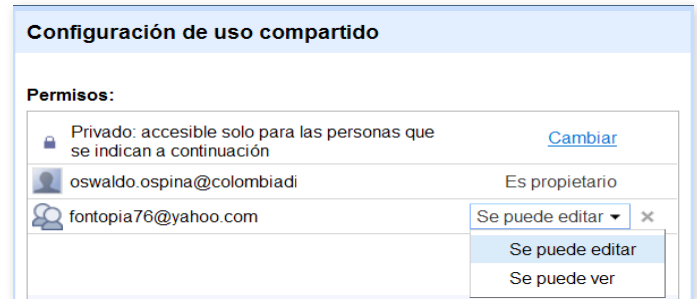 Configuración de uso compartido
Permisos:
Privado: accesible solo para las personas que
se indican a continuación
Cambiar
oswaldo.ospina@colombiadi
Es propietario
fontopia76@yahoo.com
Se puede editar
Se puede editar
Se puede ver